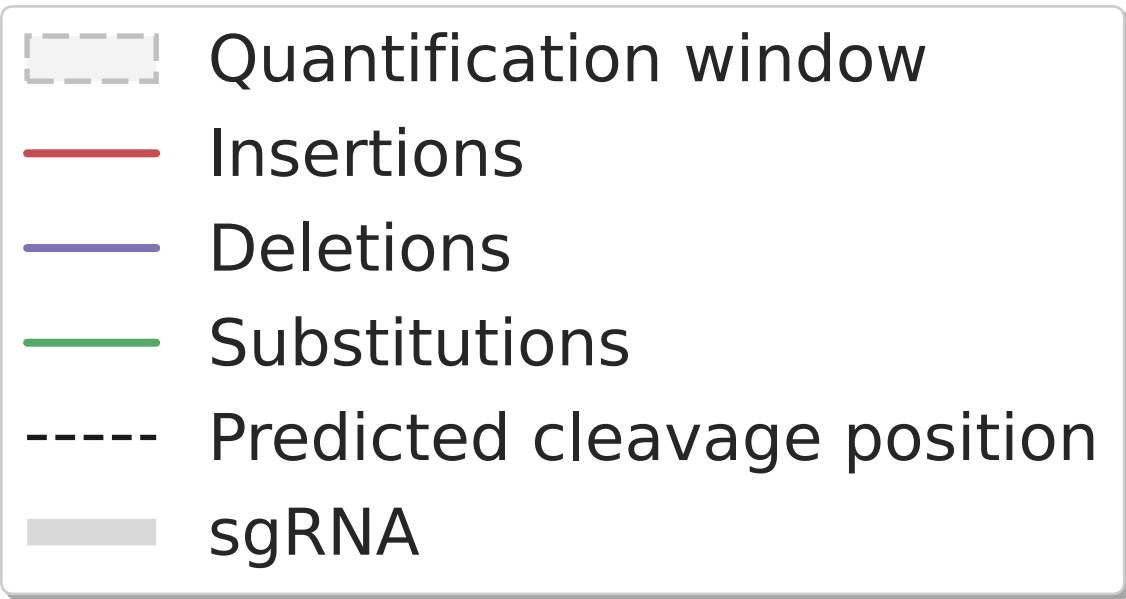 Quantification window
Insertions
Deletions
Substitutions
Predicted cleavage position
sgRNA